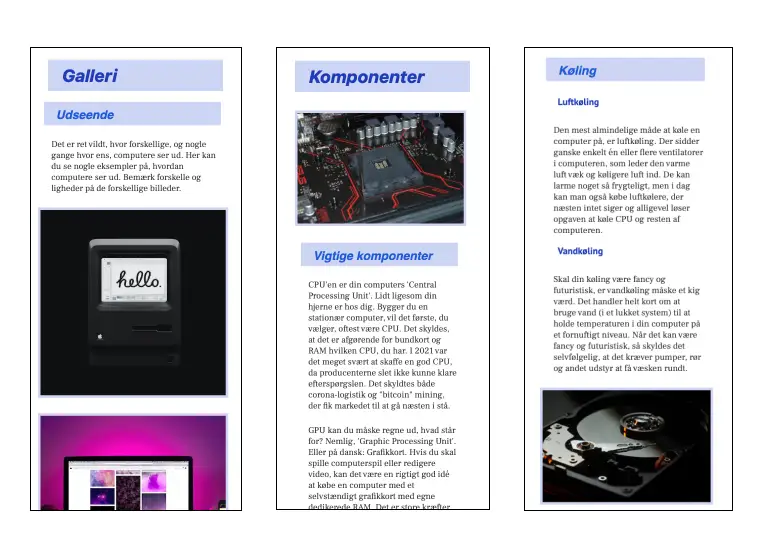 Galleri
Udseende
Det er ret vildt, hvor forskellige, og nogle
gange hvor ens, computere ser ud. Her kan
du se nogle eksempler på, hvordan
computere ser ud. Bemærk forskelle og
ligheder på de forskellige billeder.
hello.
Komponenter
Vigtige komponenter
CPU'en er din computers 'Central
Processing Unit'. Lidt ligesom din
hjerne er hos dig. Bygger du en
stationær computer, vil det første, du
vælger, oftest være CPU. Det skyldes,
at det er afgørende for bundkort og
RAM hvilken CPU, du har. I 2021 var
det meget svært at skaffe en god CPU,
da producenterne slet ikke kunne klare
efterspørgslen. Det skyldtes både
corona-logistik og "bitcoin" mining,
der fik markedet til at gå næsten i stå.
GPU kan du måske regne ud, hvad står
for? Nemlig, 'Graphic Processing Unit'.
Eller på dansk: Grafikkort. Hvis du skal
spille computerspil eller redigere
video, kan det være en rigtig god idé
at købe en computer med et
selvstændigt grafikkort med egne
dedikerede RAM. Det er store kræfter
Køling
Luftkøling
Den mest almindelige måde at køle en
computer på, er luftkøling. Der sidder
ganske enkelt én eller flere ventilatorer
i computeren, som leder den varme
luft væk og køligere luft ind. De kan
larme noget så frygteligt, men i dag
kan man også købe luftkølere, der
næsten intet siger og alligevel løser
opgaven at køle CPU og resten af
computeren.
Vandkøling
Skal din køling være fancy og
futuristisk, er vandkøling måske et kig
værd. Det handler helt kort om at
bruge vand (i et lukket system) til at
holde temperaturen i din computer på
et fornuftigt niveau. Når det kan være
fancy og futuristisk, så skyldes det
selvfølgelig, at det kræver pumper, rør
og andet udstyr at få væsken rundt.